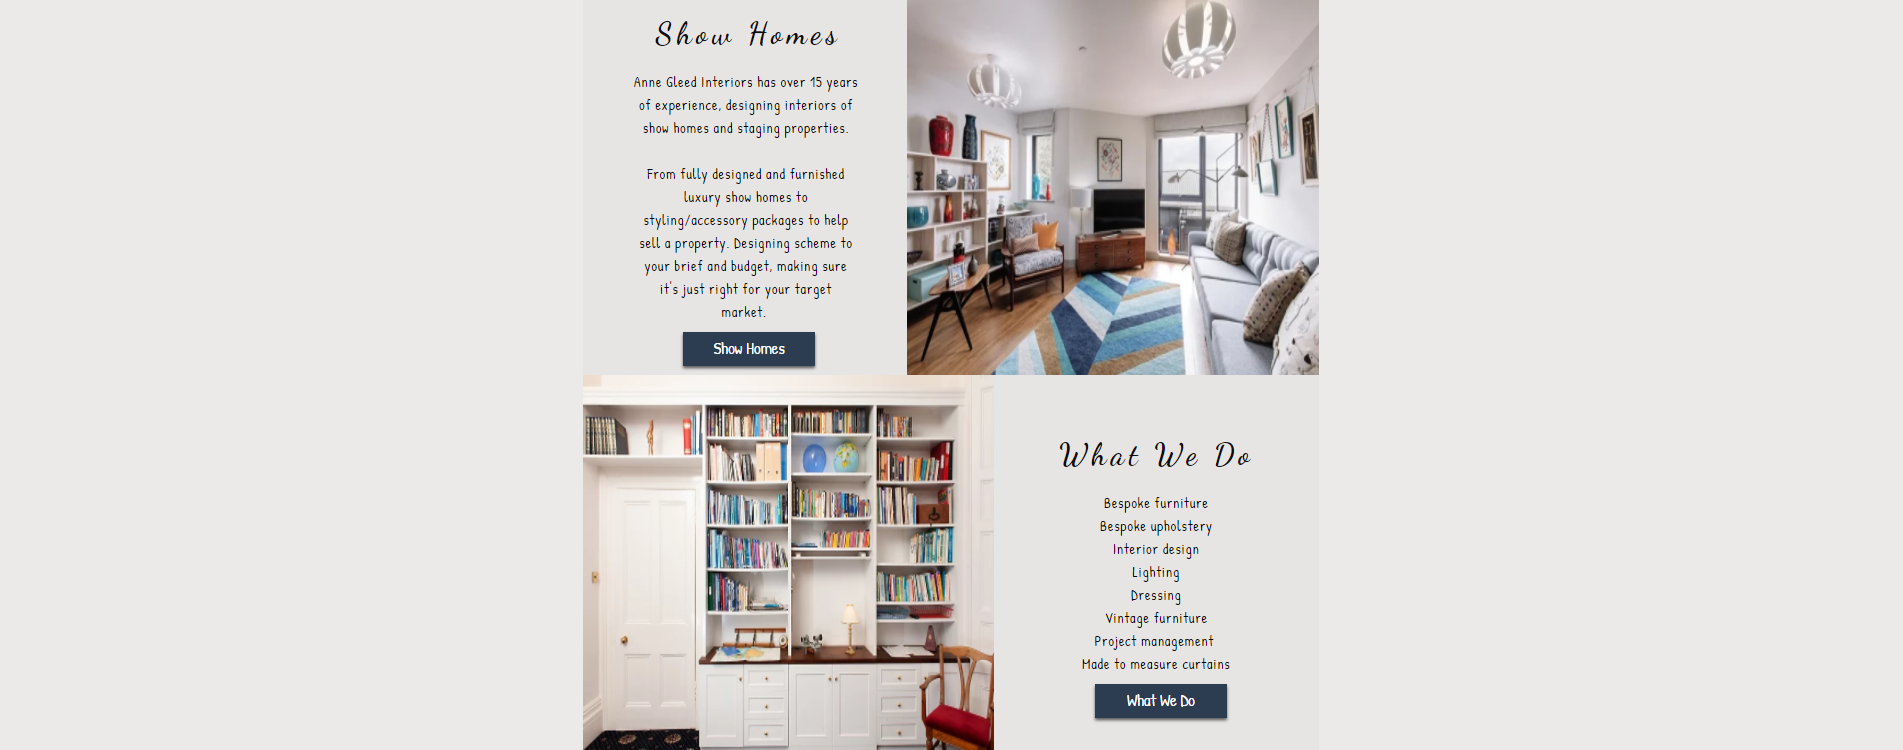 Show Homes
Anne Gleed Interiors has over 15 years
of experience, designing interiors of
show homes and staging properties.
From fully designed and furnished
luxury show homes to
styling/accessory packages to help
sell a property. Designing scheme to
your brief and budget, making sure
it's just right for your target
market.
Show Homes
What We Do
Bespoke furniture
Bespoke upholstery
Interior design
Lighting
Dressing
Vintage furniture
Project management
Made to measure curtains
What We Do